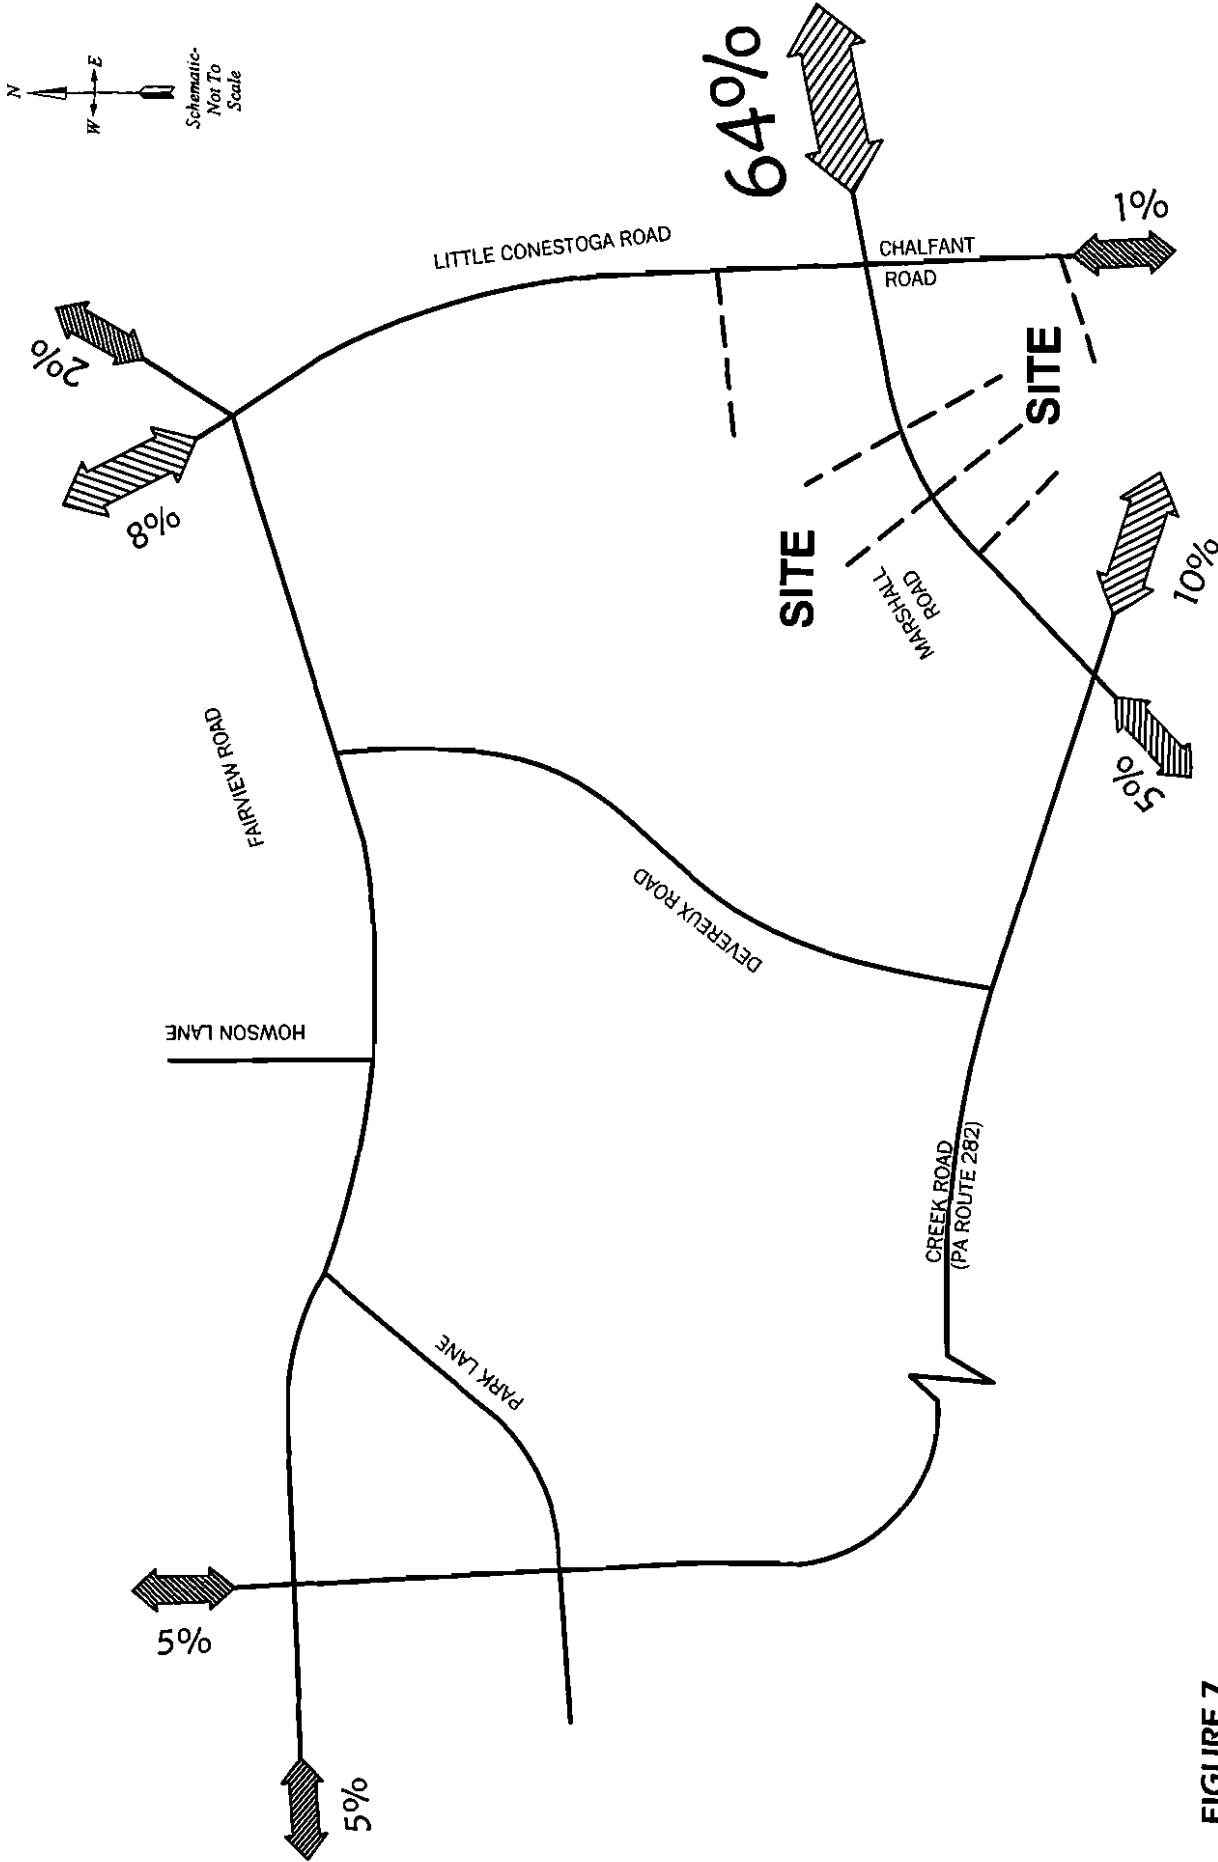 N
W
E
Schematic-
Not To
Scale
64%
LITTLE CONESTOGA ROAD
CHALFANT
ROAD
1%
2%
8%
SITE
SITE
MARSHALL
ROAD
10%
5%
FAIRVIEW ROAD
DEVEREUX ROAD
HOWSON LANE
CREEK ROAD
(PA ROUTE 282)
PARK LANE
5%
5%
FIGURE 7